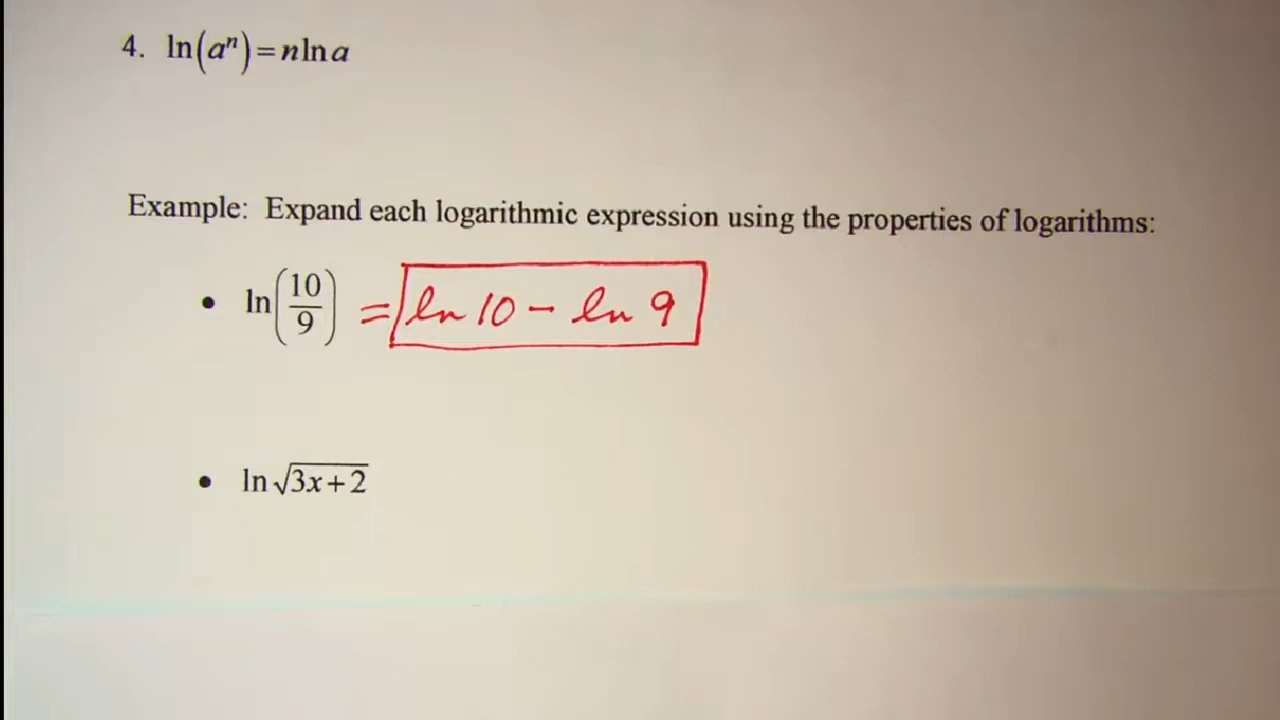 4. ln(aⁿ) = n ln a
Example: Expand each logarithmic expression using the properties of logarithms:
• ln(10/9) = ln 10 - ln 9
• ln √(3x+2)